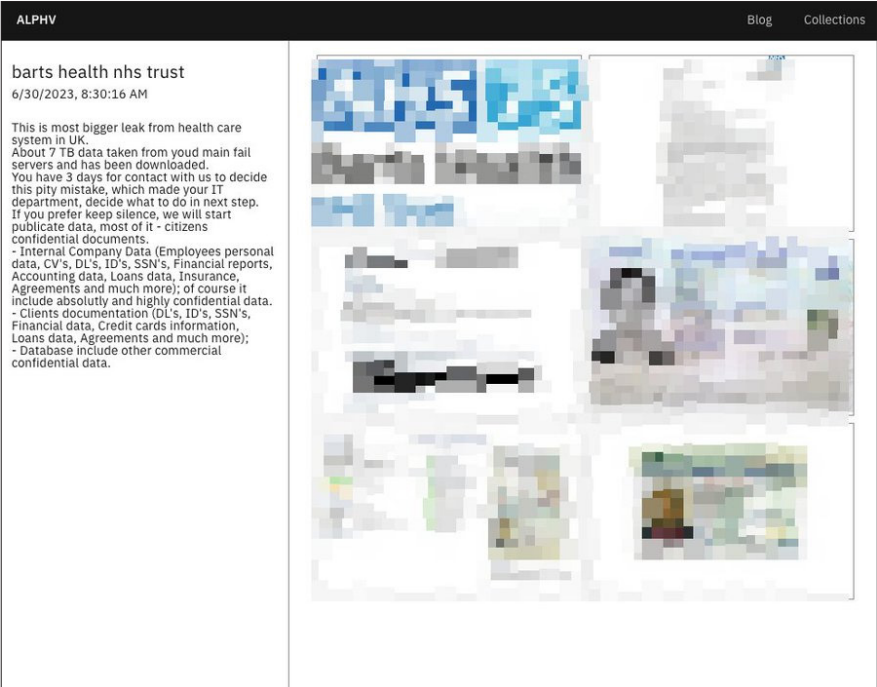 ALPHV
Blog
Collections
barts health nhs trust
6/30/2023, 8:30:16 AM
This is most bigger leak from health care
system in UK.
About 7 TB data taken from youd main fail
servers and has been downloaded.
You have 3 days for contact with us to decide
this pity mistake, which made your IT
department, decide what to do in next step.
If you prefer keep silence, we will start
publicate data, most of it - citizens
confidential documents.
- Internal Company Data (Employees personal
data, CV's, DL's, ID's, SSN's, Financial reports,
Accounting data, Loans data, Insurance,
Agreements and much more); of course it
include absolutly and highly confidential data.
- Clients documentation (DL's, ID's, SSN's,
Financial data, Credit cards information,
Loans data, Agreements and much more);
- Database include other commercial
confidential data.